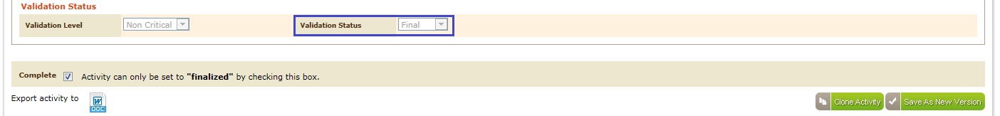 Validation Status
Validation Level Non Critical Validation Status Final
Complete Activity can only be set to "finalized" by checking this box.
Export activity to DOC Clone Activity Save As New Version